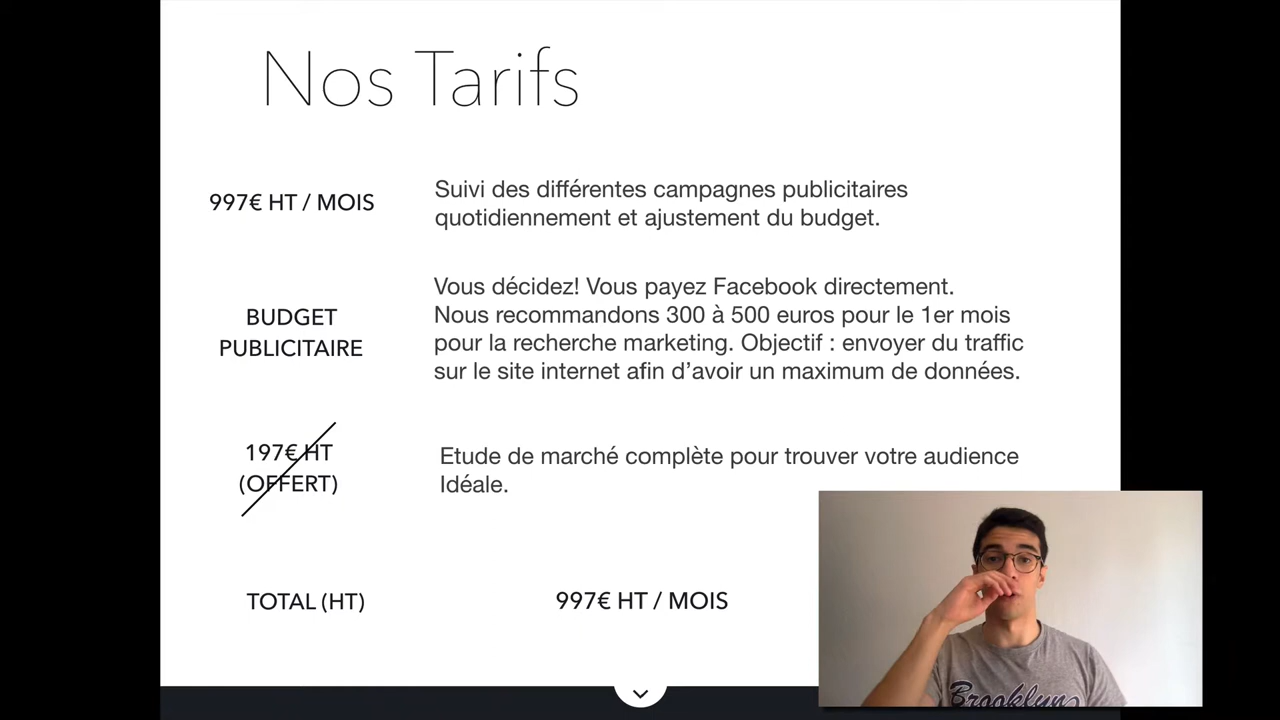 Nos Tarifs
997€ HT / MOIS
Suivi des différentes campagnes publicitaires
quotidiennement et ajustement du budget.
BUDGET
PUBLICITAIRE
Vous décidez! Vous payez Facebook directement.
Nous recommandons 300 à 500 euros pour le 1er mois
pour la recherche marketing. Objectif : envoyer du traffic
sur le site internet afin d’avoir un maximum de données.
197€ HT
(OFFERT)
Etude de marché complète pour trouver votre audience
Idéale.
TOTAL (HT)
997€ HT / MOIS
Brooklyn